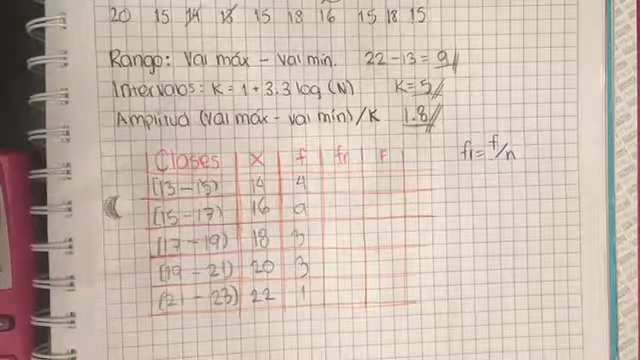 20 15 14 13 15 18 16 15 18 15
Rango: Val máx - Val min. 22-13=9//
Intervalos: K=1+3.3 log (N) K=5//
Amplitud (Val máx - val mín)/K 1.8//
Clases x f fr F fr=f/n
[13-15) 14 4
[15-17) 16 9
[17-19) 18 3
[19-21) 20 3
[21-23) 22 1